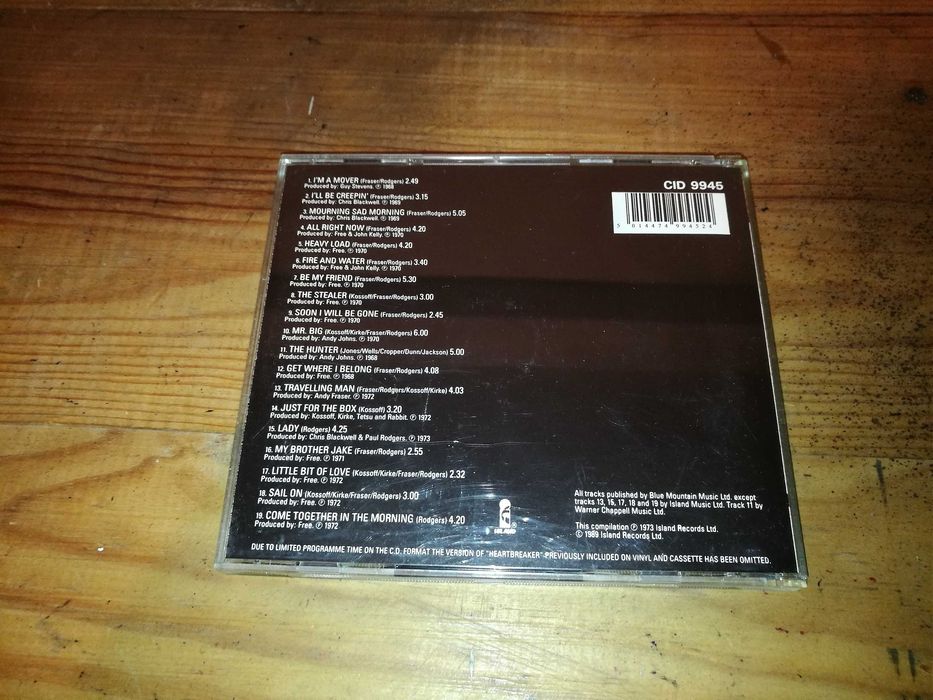 CID 9945
5 014474 994524
1. I'M A MOVER (Fraser/Rodgers) 2.49
Produced by: Guy Stevens. ℗ 1968
2. I'LL BE CREEPIN' (Fraser/Rodgers) 3.15
Produced by: Chris Blackwell. ℗ 1969
3. MOURNING SAD MORNING (Fraser/Rodgers) 5.05
Produced by: Chris Blackwell. ℗ 1969
4. ALL RIGHT NOW (Fraser/Rodgers) 4.20
Produced by: Free & John Kelly. ℗ 1970
5. HEAVY LOAD (Fraser/Rodgers) 4.20
Produced by: Free. ℗ 1970
6. FIRE AND WATER (Fraser/Rodgers) 3.40
Produced by: Free & John Kelly. ℗ 1970
7. BE MY FRIEND (Fraser/Rodgers) 5.30
Produced by: Free. ℗ 1970
8. THE STEALER (Kossoff/Fraser/Rodgers) 3.00
Produced by: Free. ℗ 1970
9. SOON I WILL BE GONE (Fraser/Rodgers) 2.45
Produced by: Free. ℗ 1970
10. MR. BIG (Kossoff/Kirke/Fraser/Rodgers) 6.00
Produced by: Andy Johns. ℗ 1970
11. THE HUNTER (Jones/Wells/Cropper/Dunn/Jackson) 5.00
Produced by: Andy Johns. ℗ 1968
12. GET WHERE I BELONG (Fraser/Rodgers) 4.08
Produced by: Free. ℗ 1968
13. TRAVELLING MAN (Fraser/Rodgers/Kossoff/Kirke) 4.03
Produced by: Andy Fraser. ℗ 1972
14. JUST FOR THE BOX (Kossoff) 3.20
Produced by: Kossoff, Kirke, Tetsu and Rabbit. ℗ 1972
15. LADY (Rodgers) 4.25
Produced by: Chris Blackwell & Paul Rodgers. ℗ 1973
16. MY BROTHER JAKE (Fraser/Rodgers) 2.55
Produced by: Free. ℗ 1971
17. LITTLE BIT OF LOVE (Kossoff/Kirke/Fraser/Rodgers) 2.32
Produced by: Free. ℗ 1972
18. SAIL ON (Kossoff/Kirke/Fraser/Rodgers) 3.00
Produced by: Free. ℗ 1972
19. COME TOGETHER IN THE MORNING (Rodgers) 4.20
Produced by: Free. ℗ 1972
ISLAND
All tracks published by Blue Mountain Music Ltd. except
tracks 13, 15, 17, 18 and 19 by Island Music Ltd. Track 11 by
Warner Chappell Music Ltd.
This compilation ℗ 1973 Island Records Ltd.
© 1989 Island Records Ltd.
DUE TO LIMITED PROGRAMME TIME ON THE C.D. FORMAT THE VERSION OF "HEARTBREAKER" PREVIOUSLY INCLUDED ON VINYL AND CASSETTE HAS BEEN OMITTED.